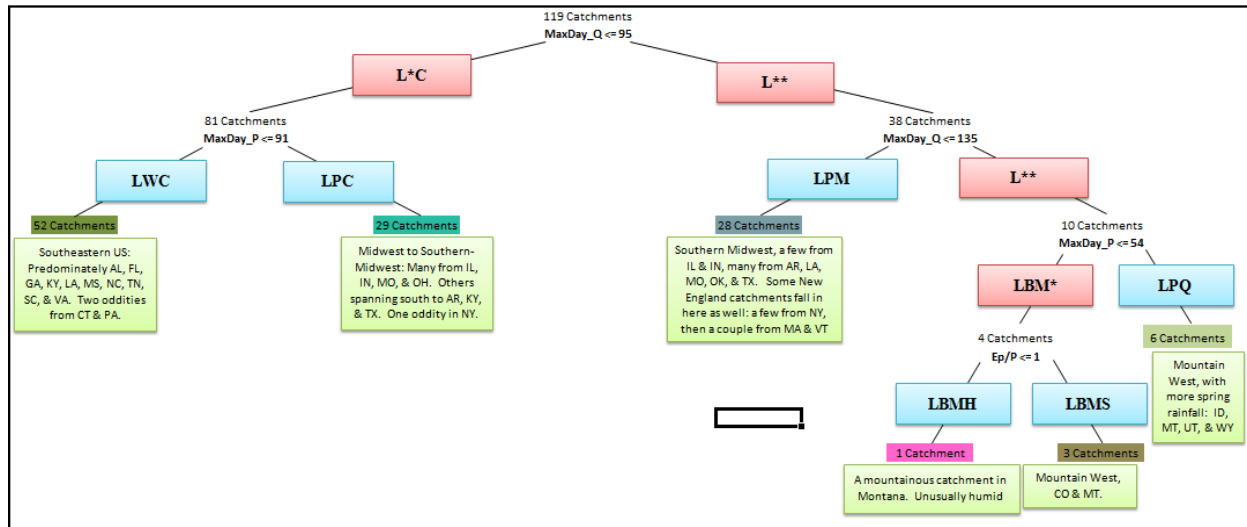 119 Catchments
MaxDay_Q <= 95
L*C
L**
81 Catchments
MaxDay_P <= 91
38 Catchments
MaxDay_Q <= 135
LWC
LPC
LPM
L**
52 Catchments
Southeastern US:
Predominately AL, FL,
GA, KY, LA, MS, NC, TN,
SC, & VA. Two oddities
from CT & PA.
29 Catchments
Midwest to Southern-
Midwest: Many from IL,
IN, MO, & OH. Others
spanning south to AR, KY,
& TX. One oddity in NY.
28 Catchments
Southern Midwest, a few from
IL & IN, many from AR, LA,
MO, OK, & TX. Some New
England catchments fall in
here as well: a few from NY,
then a couple from MA & VT
10 Catchments
MaxDay_P <= 54
LBM*
LPQ
4 Catchments
Ep/P <= 1
6 Catchments
Mountain
West, with
more spring
rainfall: ID,
MT, UT, & WY
LBMH
LBMS
1 Catchment
A mountainous catchment in
Montana. Unusually humid
3 Catchments
Mountain West,
CO & MT.